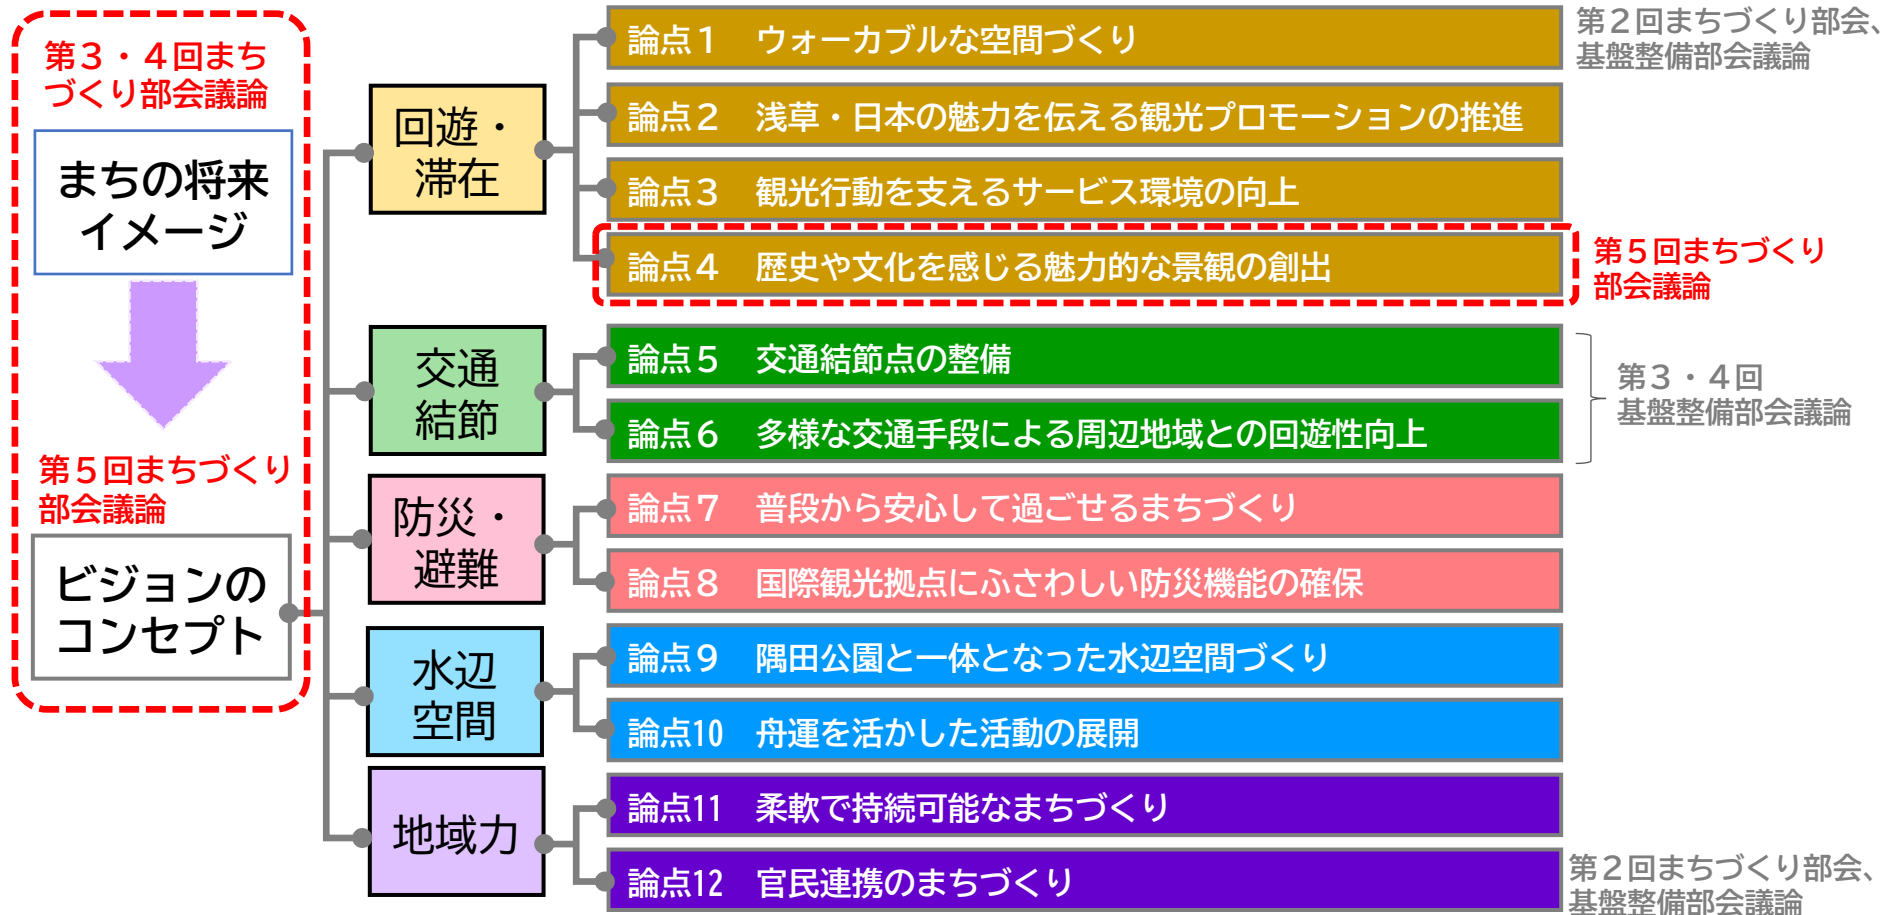 第３・４回まち
づくり部会議論
まちの将来
イメージ
第５回まちづくり
部会議論
ビジョンの
コンセプト
回遊・
滞在
論点１　ウォーカブルな空間づくり
第２回まちづくり部会、
基盤整備部会議論
論点２　浅草・日本の魅力を伝える観光プロモーションの推進
論点３　観光行動を支えるサービス環境の向上
論点４　歴史や文化を感じる魅力的な景観の創出
第５回まちづくり
部会議論
交通
結節
論点５　交通結節点の整備
論点６　多様な交通手段による周辺地域との回遊性向上
第３・４回
基盤整備部会議論
防災・
避難
論点７　普段から安心して過ごせるまちづくり
論点８　国際観光拠点にふさわしい防災機能の確保
水辺
空間
論点９　隅田公園と一体となった水辺空間づくり
論点10　舟運を活かした活動の展開
地域力
論点11　柔軟で持続可能なまちづくり
論点12　官民連携のまちづくり
第２回まちづくり部会、
基盤整備部会議論